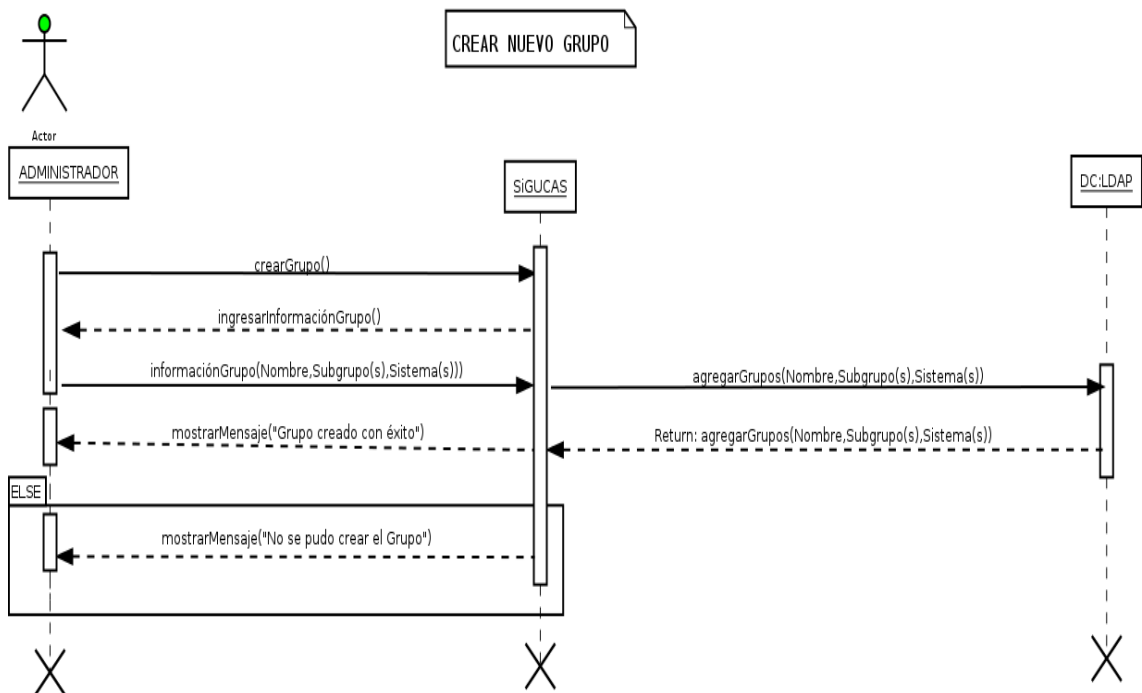 CREAR NUEVO GRUPO
Actor
ADMINISTRADOR
SiGUCAS
DC:LDAP
crearGrupo()
ingresarInformaciónGrupo()
informaciónGrupo(Nombre,Subgrupo(s),Sistema(s)))
agregarGrupos(Nombre,Subgrupo(s),Sistema(s))
mostrarMensaje("Grupo creado con éxito")
Return: agregarGrupos(Nombre,Subgrupo(s),Sistema(s))
ELSE
mostrarMensaje("No se pudo crear el Grupo")